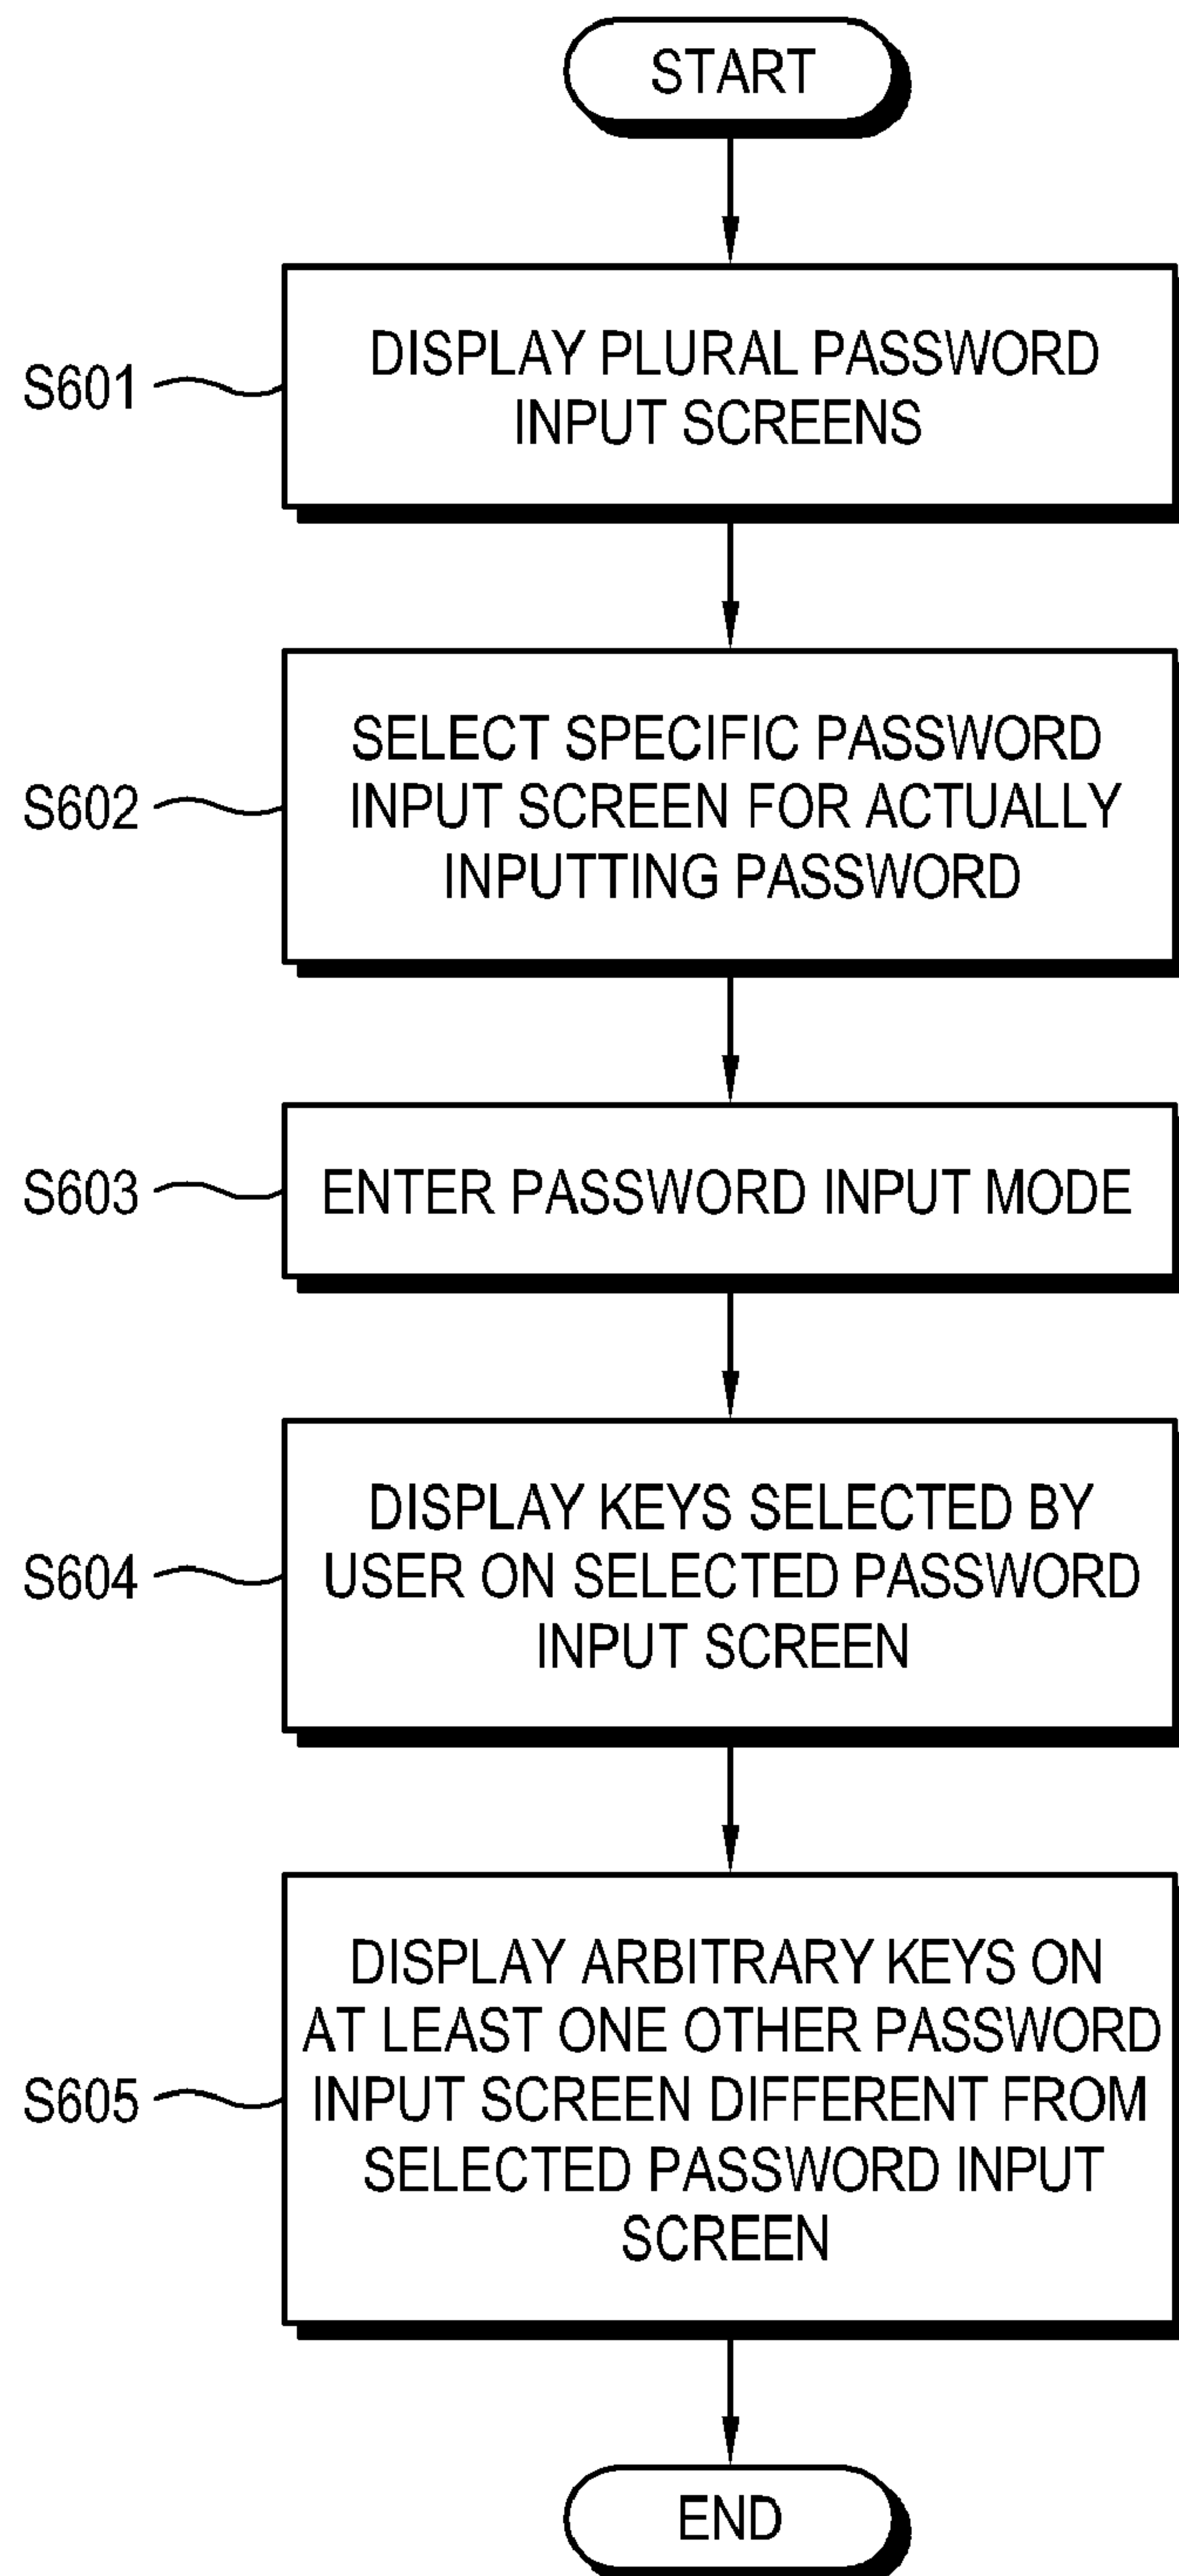 START
S601
DISPLAY PLURAL PASSWORD
INPUT SCREENS
S602
SELECT SPECIFIC PASSWORD
INPUT SCREEN FOR ACTUALLY
INPUTTING PASSWORD
S603
ENTER PASSWORD INPUT MODE
S604
DISPLAY KEYS SELECTED BY
USER ON SELECTED PASSWORD
INPUT SCREEN
S605
DISPLAY ARBITRARY KEYS ON
AT LEAST ONE OTHER PASSWORD
INPUT SCREEN DIFFERENT FROM
SELECTED PASSWORD INPUT
SCREEN
END